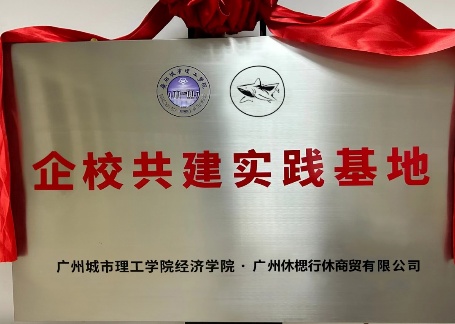 企校共建实践基地
广州城市理工学院经济学院·广州休偲行休商贸有限公司